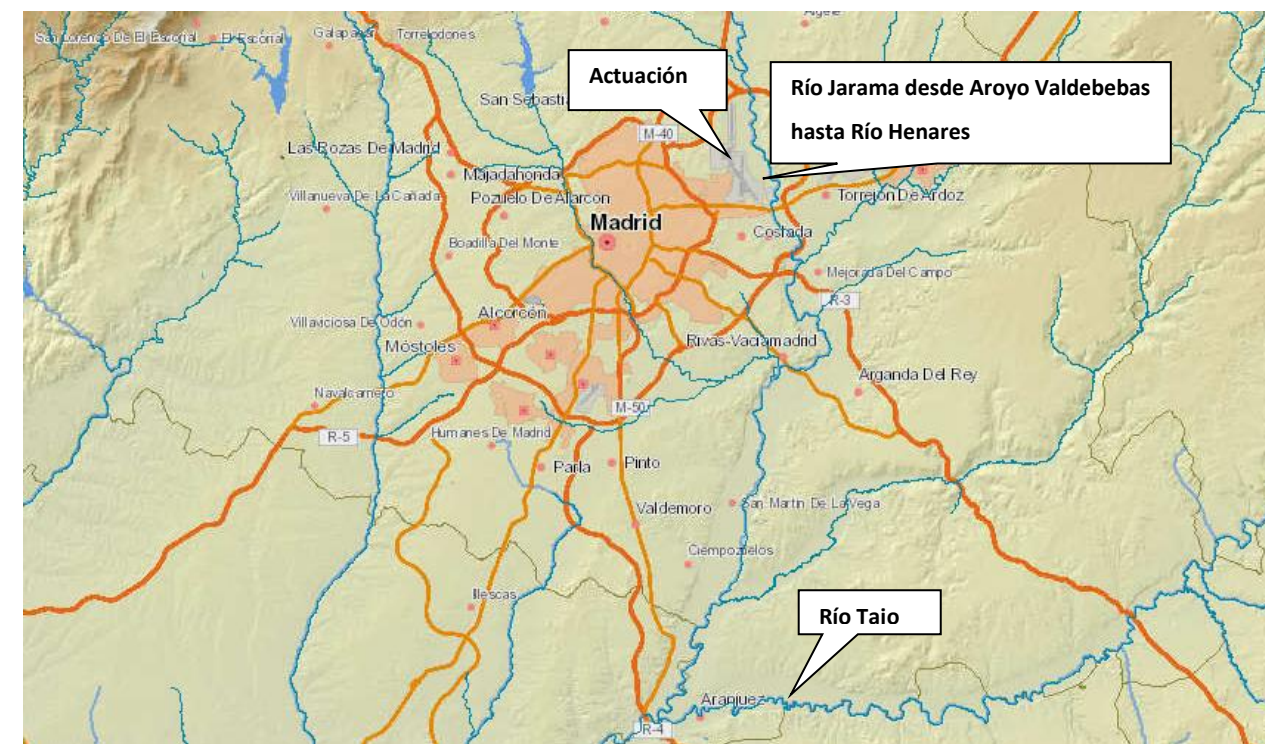 San Lorenzo De El Escorial
El Escorial
Galapagar
Torrelodones
Algete
Actuación
Río Jarama desde Aroyo Valdebebas
hasta Río Henares
San Sebasti
M-40
Las Rozas De Madrid
Majadahonda
Villanueva De La Cañada
Pozuelo De Alarcon
Torrejon De Ardoz
Madrid
Coslada
Boadilla Del Monte
Mejorada Del Campo
R-3
Villaviciosa De Odón
Alcorcón
Móstoles
Rivas-Vaciamadrid
Arganda Del Rey
Navalcarnero
M-50
R-5
Humanes De Madrid
Parla
Pinto
Valdemoro
San Martin De La Vega
Ciempozuelos
Illescas
Río Taio
Aranjuez
R-4